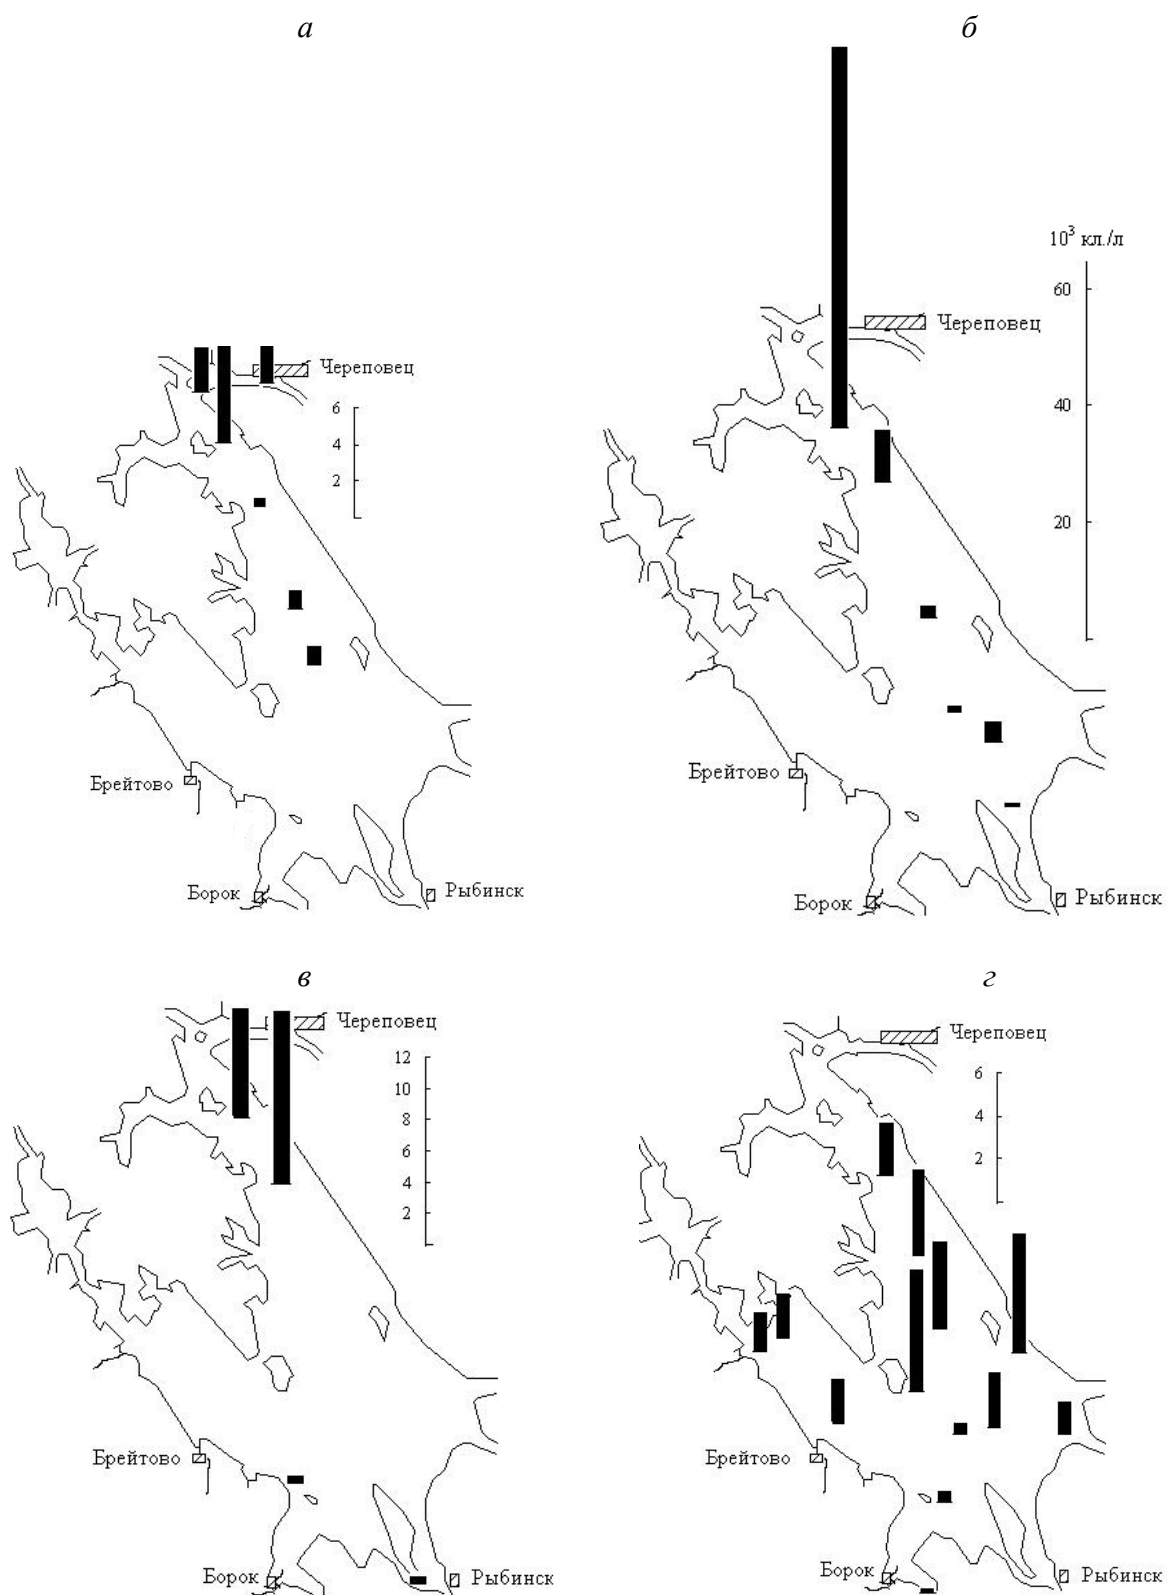 а
б
10³ кл./л
60
Череповец
Череповец
6
40
4
2
20
Брейтово
Брейтово
Борок
Рыбинск
Борок
Рыбинск
в
г
Череповец
Череповец
12
10
8
6
4
2
6
4
2
Брейтово
Брейтово
Борок
Рыбинск
Борок
Рыбинск